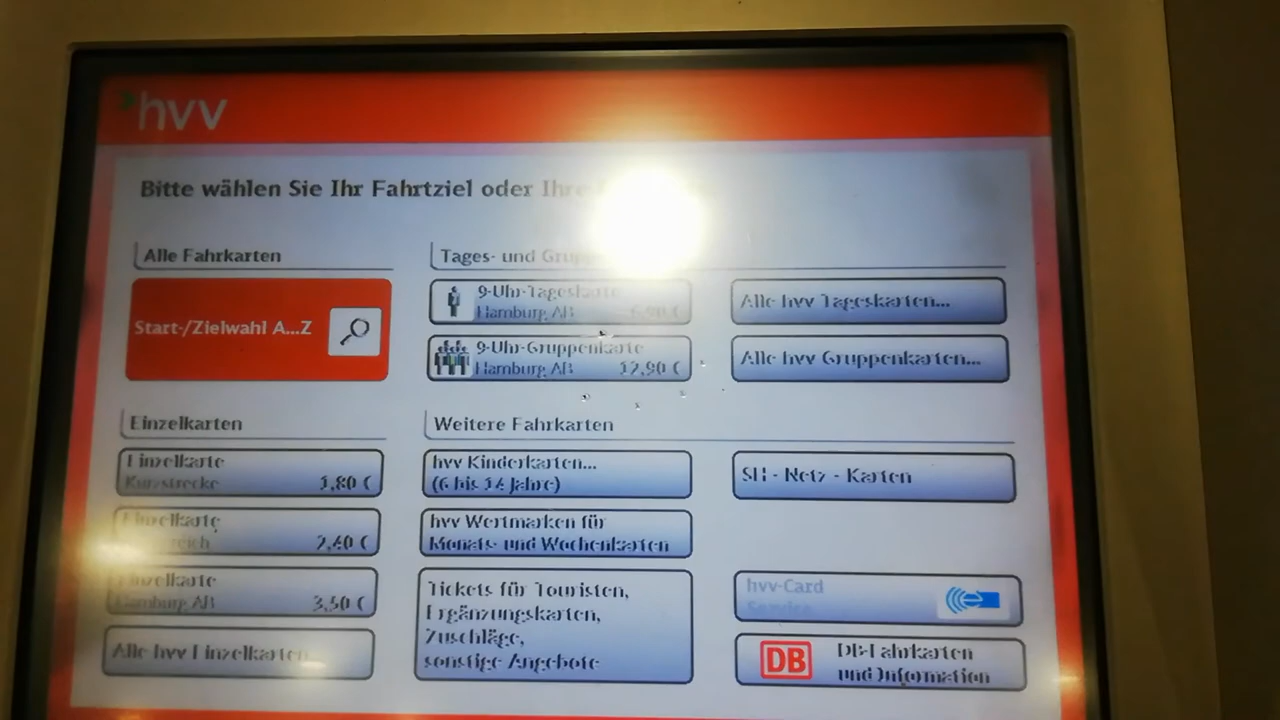 hvv
Bitte wählen Sie Ihr Fahrtziel oder Ihre
Alle Fahrkarten
Start-/Zielwahl A...Z
Tages- und
9-Uhr-Tageskarte
Hamburg AB
9-Uhr-Gruppenkarte
Hamburg AB 12,90 €
Alle hvv Tageskarten...
Alle hvv Gruppenkarten...
Einzelkarten
Einzelkarte
Kurzstrecke 1,80 €
Einzelkarte
2,40 €
Einzelkarte
Hamburg AB 3,50 €
Alle hvv Einzelkarten
Weitere Fahrkarten
hvv Kinderkarten...
(6 bis 14 Jahre)
hvv Wertmarken für
Monats- und Wochenkarten
Tickets für Touristen,
Ergänzungskarten,
Zuschläge,
sonstige Angebote
SH - Netz - Karten
hvv-Card
Service
DB
DB-Fahrkarten
und Information